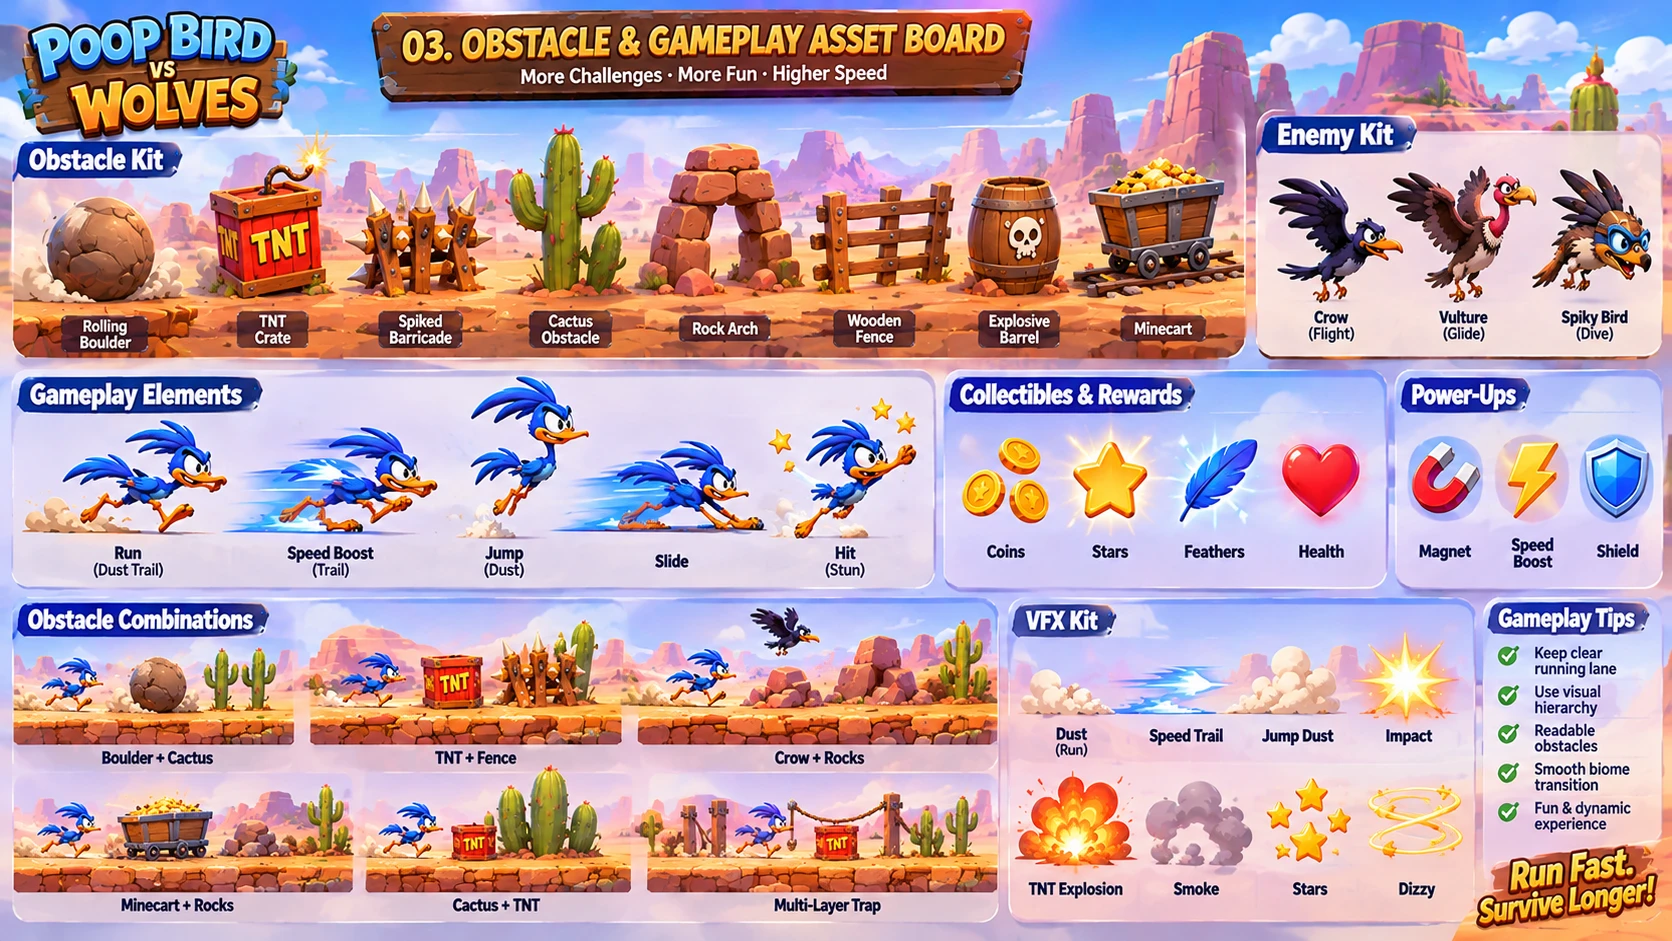 POOP BIRD
VS
WOLVES
03. OBSTACLE & GAMEPLAY ASSET BOARD
More Challenges · More Fun · Higher Speed
Obstacle Kit
TNT
TNT
Rolling
Boulder
TNT
Crate
Spiked
Barricade
Cactus
Obstacle
Rock Arch
Wooden
Fence
Explosive
Barrel
Minecart
Enemy Kit
Crow
(Flight)
Vulture
(Glide)
Spiky Bird
(Dive)
Gameplay Elements
Run
(Dust Trail)
Speed Boost
(Trail)
Jump
(Dust)
Slide
Hit
(Stun)
Collectibles & Rewards
Coins
Stars
Feathers
Health
Power-Ups
Magnet
Speed
Boost
Shield
Obstacle Combinations
TNT
Boulder + Cactus
TNT + Fence
Crow + Rocks
TNT
TNT
Minecart + Rocks
Cactus + TNT
Multi-Layer Trap
VFX Kit
Dust
(Run)
Speed Trail
Jump Dust
Impact
TNT Explosion
Smoke
Stars
Dizzy
Gameplay Tips
Keep clear
running lane
Use visual
hierarchy
Readable
obstacles
Smooth biome
transition
Fun & dynamic
experience
Run Fast.
Survive Longer!